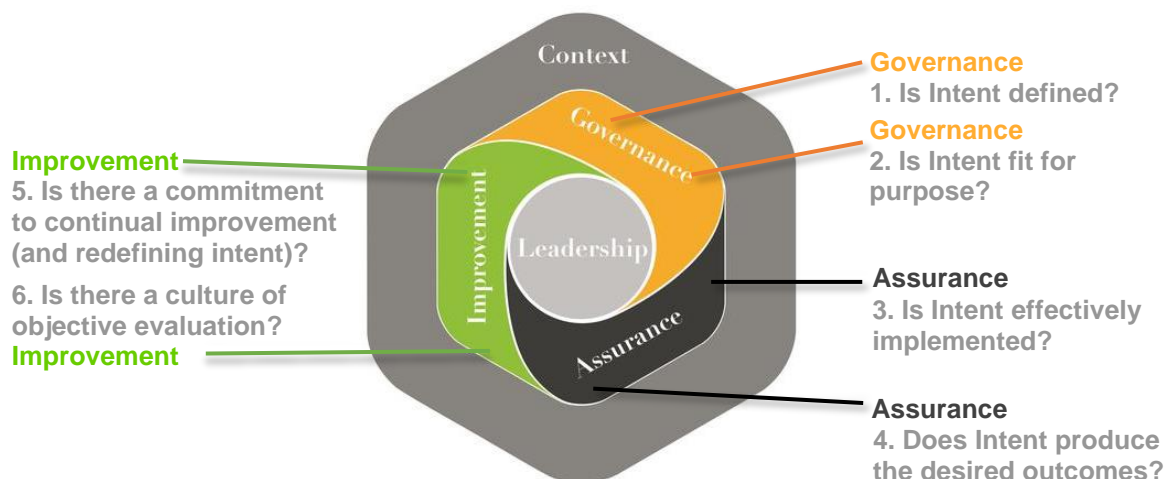 Context
Governance
Improvement
Leadership
Assurance
Governance
1. Is Intent defined?
Governance
2. Is Intent fit for
purpose?
Assurance
3. Is Intent effectively
implemented?
Assurance
4. Does Intent produce
the desired outcomes?
Improvement
5. Is there a commitment
to continual improvement
(and redefining intent)?
6. Is there a culture of
objective evaluation?
Improvement